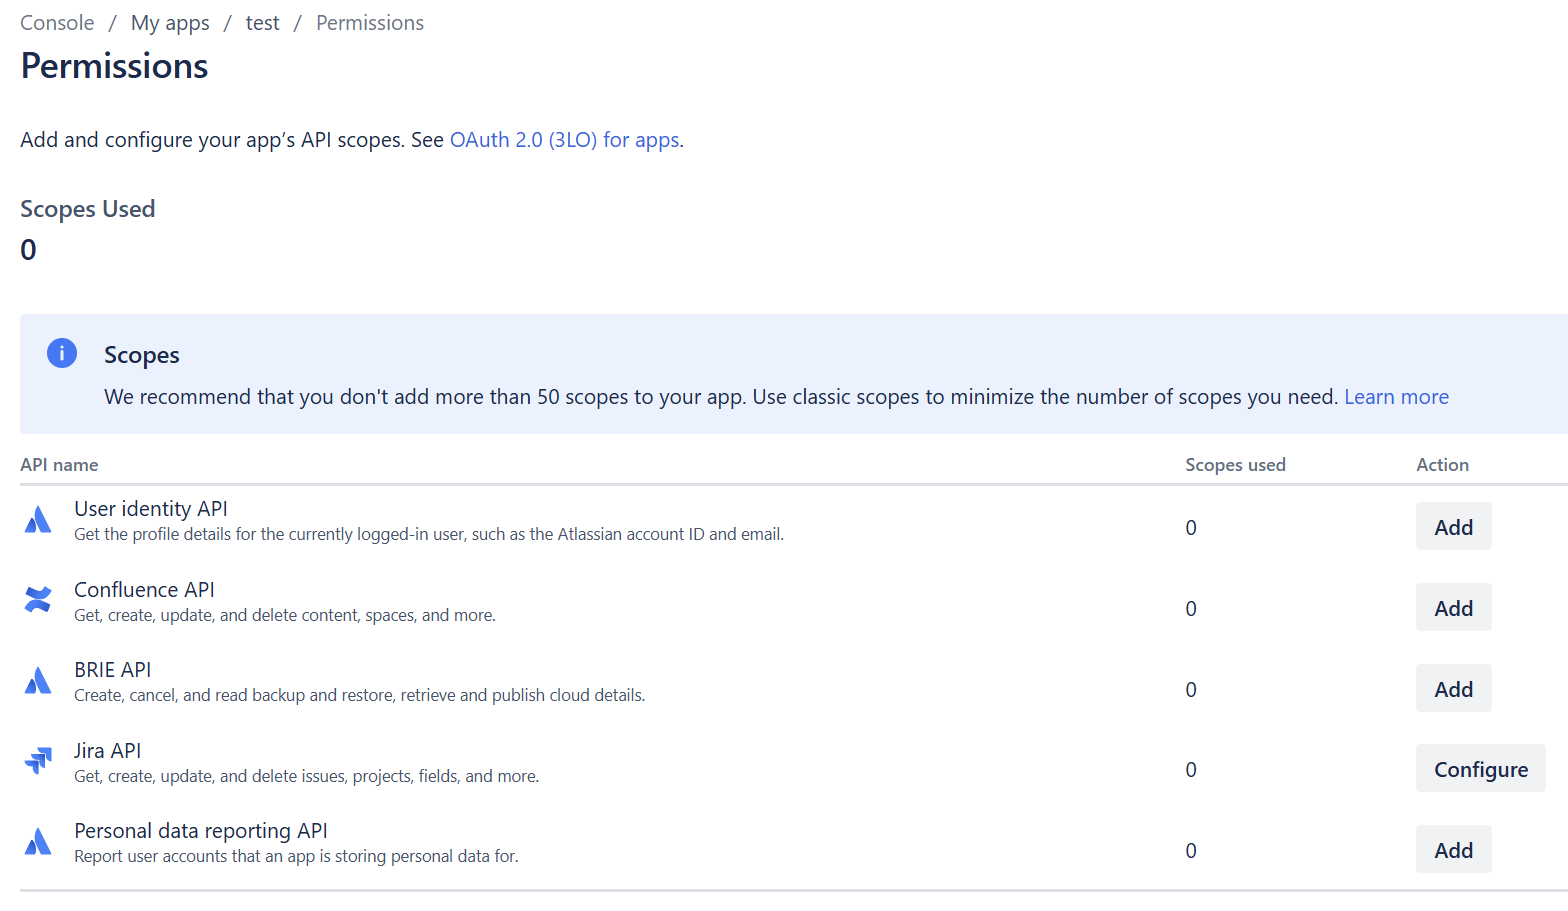 Console / My apps / test / Permissions
Permissions
Add and configure your app’s API scopes. See OAuth 2.0 (3LO) for apps.
Scopes Used
0
Scopes
We recommend that you don't add more than 50 scopes to your app. Use classic scopes to minimize the number of scopes you need. Learn more
API name Scopes used Action
User identity API
Get the profile details for the currently logged-in user, such as the Atlassian account ID and email.
0 Add
Confluence API
Get, create, update, and delete content, spaces, and more.
0 Add
BRIE API
Create, cancel, and read backup and restore, retrieve and publish cloud details.
0 Add
Jira API
Get, create, update, and delete issues, projects, fields, and more.
0 Configure
Personal data reporting API
Report user accounts that an app is storing personal data for.
0 Add